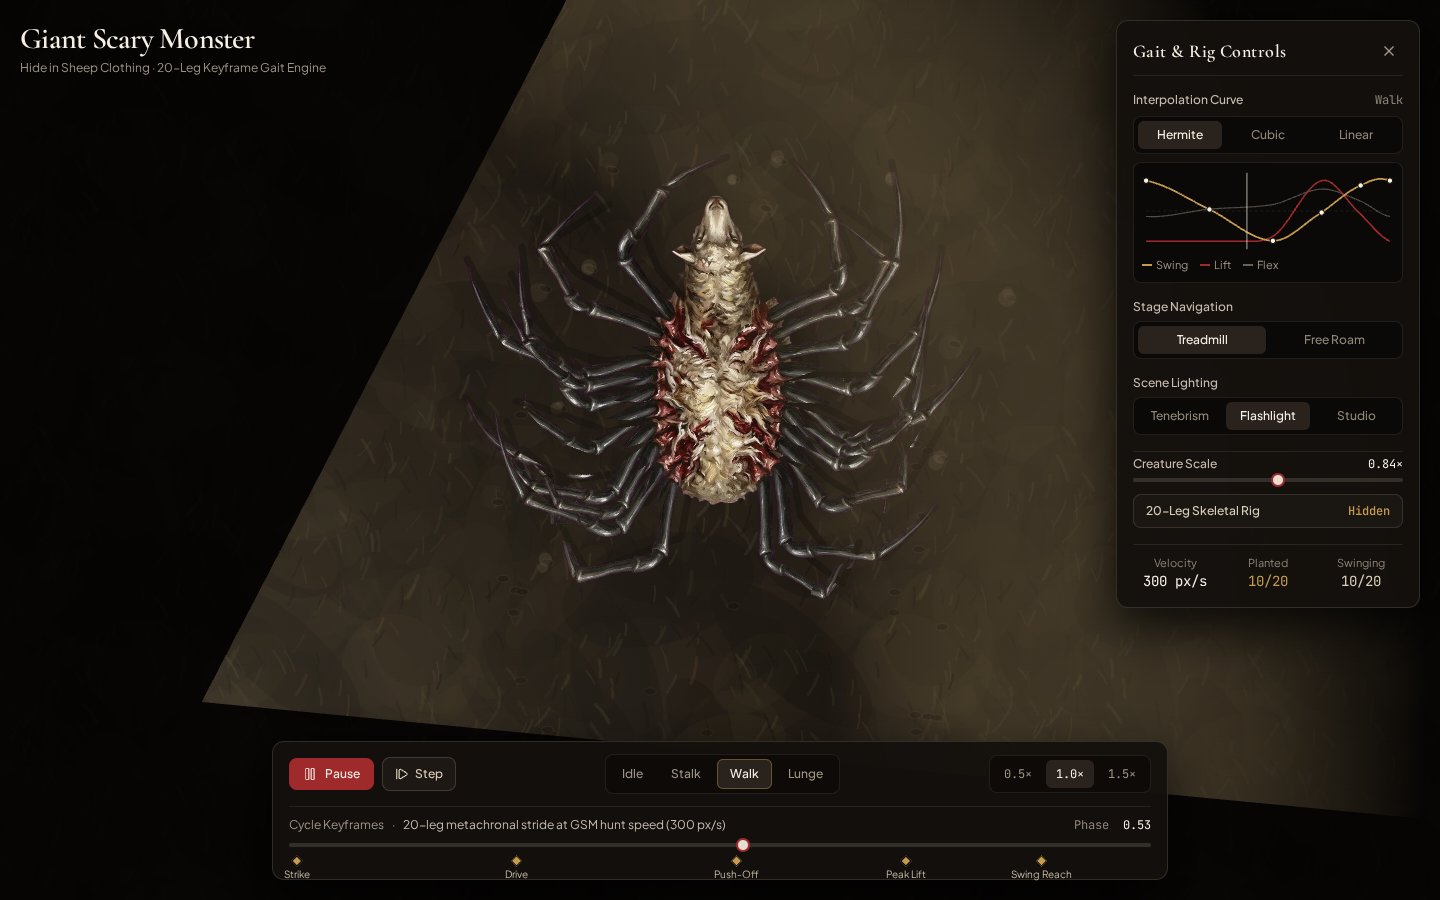 Giant Scary Monster
Hide in Sheep Clothing · 20-Leg Keyframe Gait Engine
Gait & Rig Controls
Interpolation Curve Walk
Hermite Cubic Linear
Swing Lift Flex
Stage Navigation
Treadmill Free Roam
Scene Lighting
Tenebrism Flashlight Studio
Creature Scale 0.84×
20-Leg Skeletal Rig Hidden
Velocity Planted Swinging
300 px/s 10/20 10/20
Pause Step Idle Stalk Walk Lunge 0.5× 1.0× 1.5×
Cycle Keyframes · 20-leg metachronal stride at GSM hunt speed (300 px/s) Phase 0.53
Strike Drive Push-Off Peak Lift Swing Reach